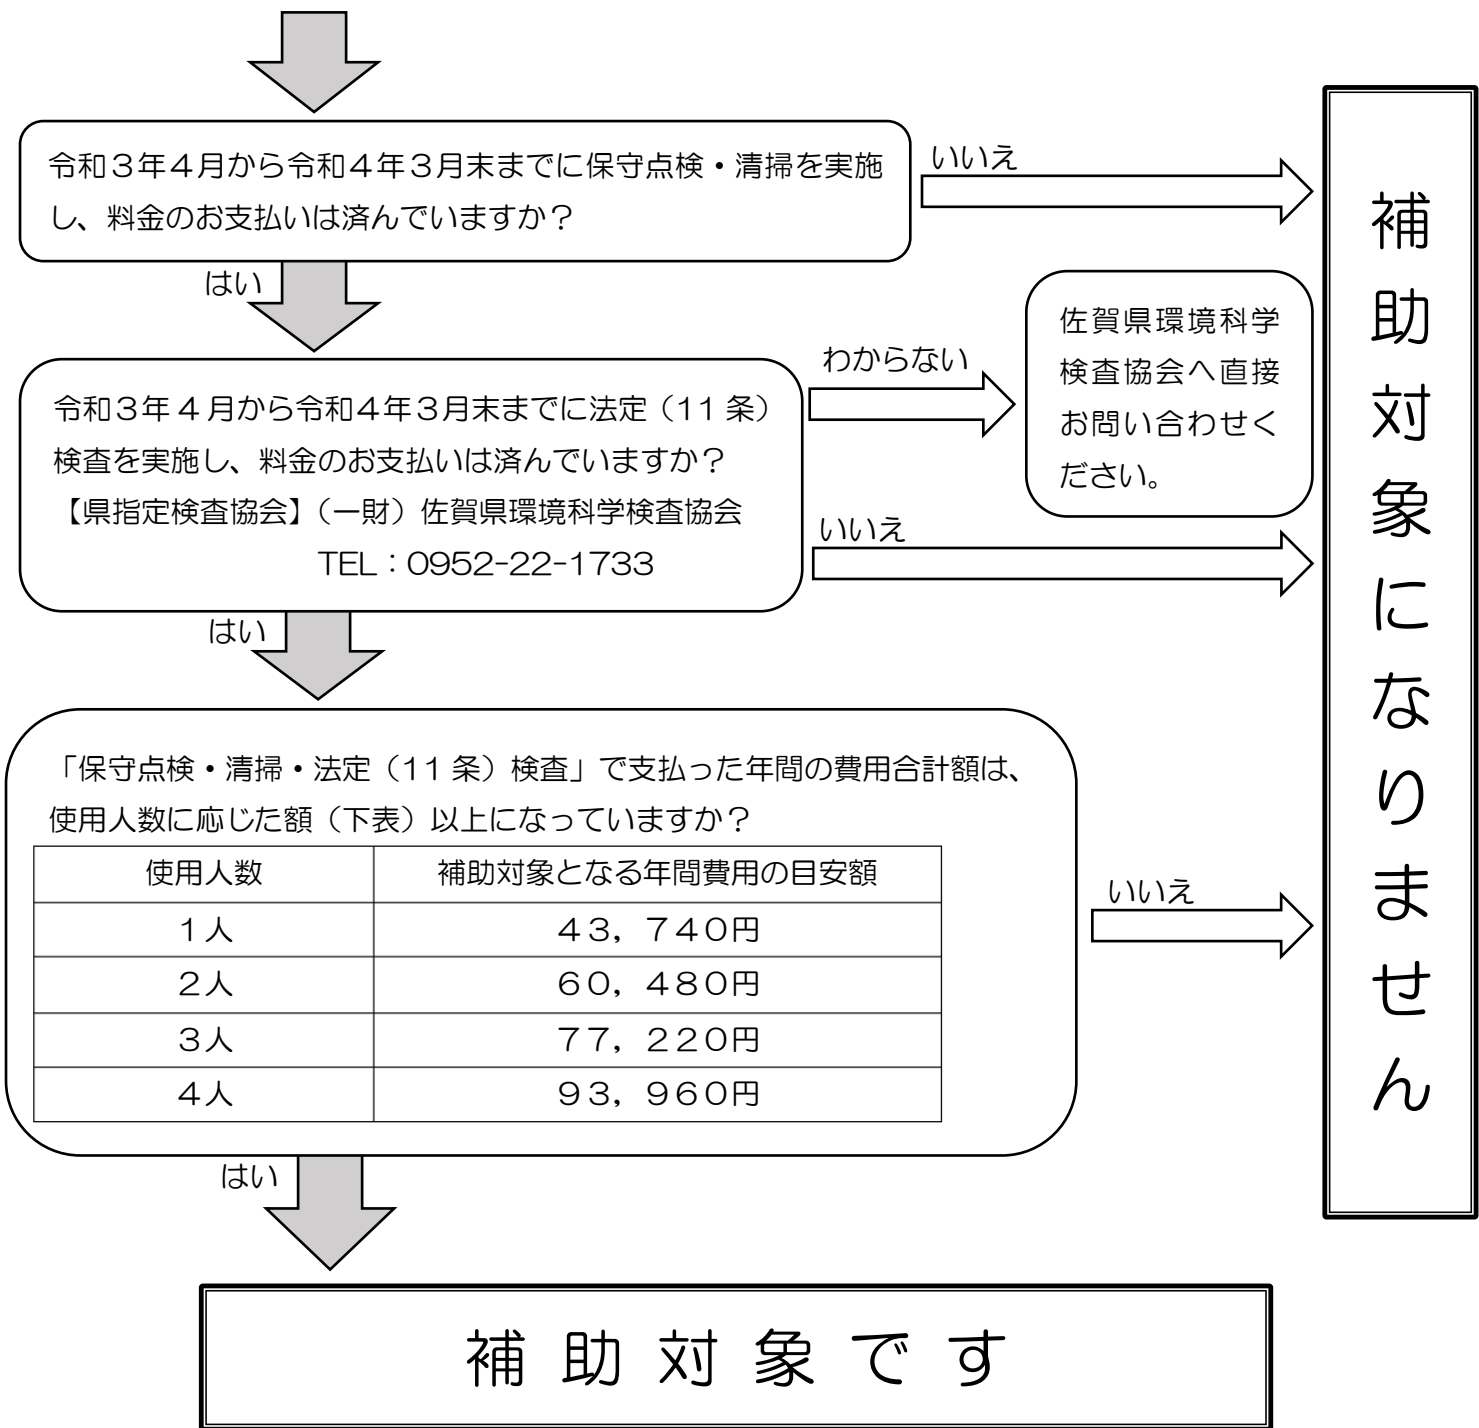 令和３年４月から令和４年３月末までに保守点検・清掃を実施
し、料金のお支払いは済んでいますか？
いいえ
はい
令和３年４月から令和４年３月末までに法定（11 条）
検査を実施し、料金のお支払いは済んでいますか？
【県指定検査協会】（一財）佐賀県環境科学検査協会
TEL：0952-22-1733
わからない
佐賀県環境科学
検査協会へ直接
お問い合わせく
ださい。
いいえ
はい
「保守点検・清掃・法定（11 条）検査」で支払った年間の費用合計額は、
使用人数に応じた額（下表）以上になっていますか？
使用人数 補助対象となる年間費用の目安額
１人 ４３，７４０円
２人 ６０，４８０円
３人 ７７，２２０円
４人 ９３，９６０円
いいえ
はい
補助対象になりません
補助対象です